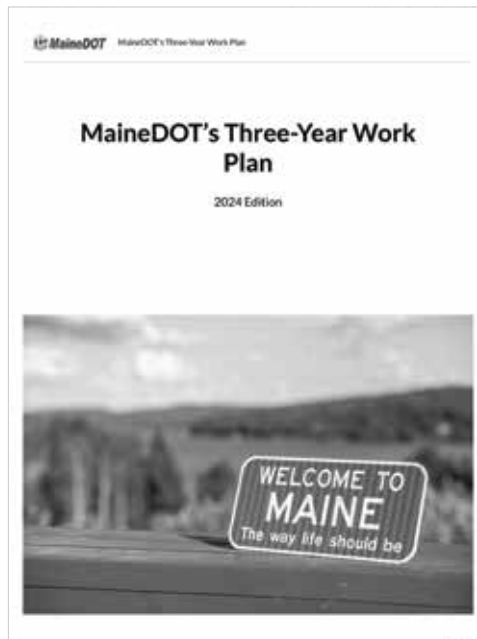 MaineDOT MaineDOT's Three-Year Work Plan
MaineDOT's Three-Year Work
Plan
2024 Edition
WELCOME TO
MAINE
The way life should be